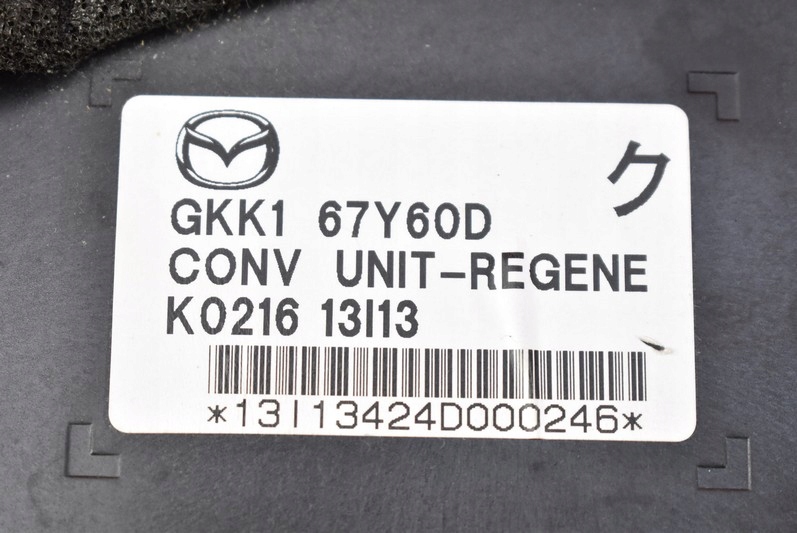 ク
GKK1 67Y60D
CONV UNIT-REGENE
K0216 13I13
*13I13424D000246*